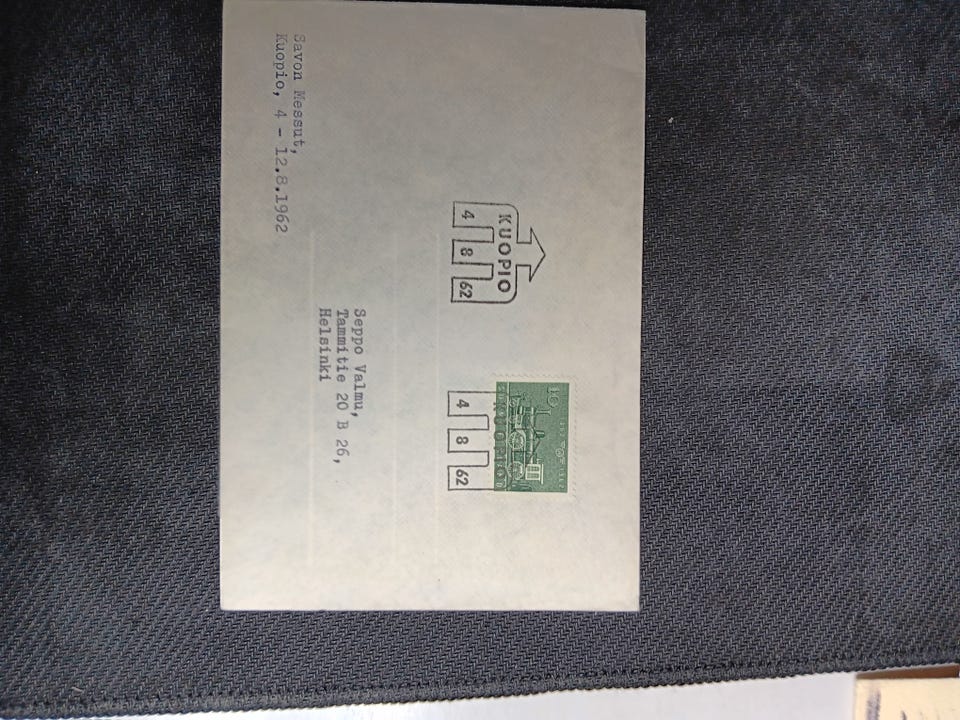 KUOPIO
4 8 62
10
4 8 62
Seppo Valmu,
Tammitie 20 B 26,
Helsinki
Savon Messut,
Kuopio, 4 - 12.8.1962